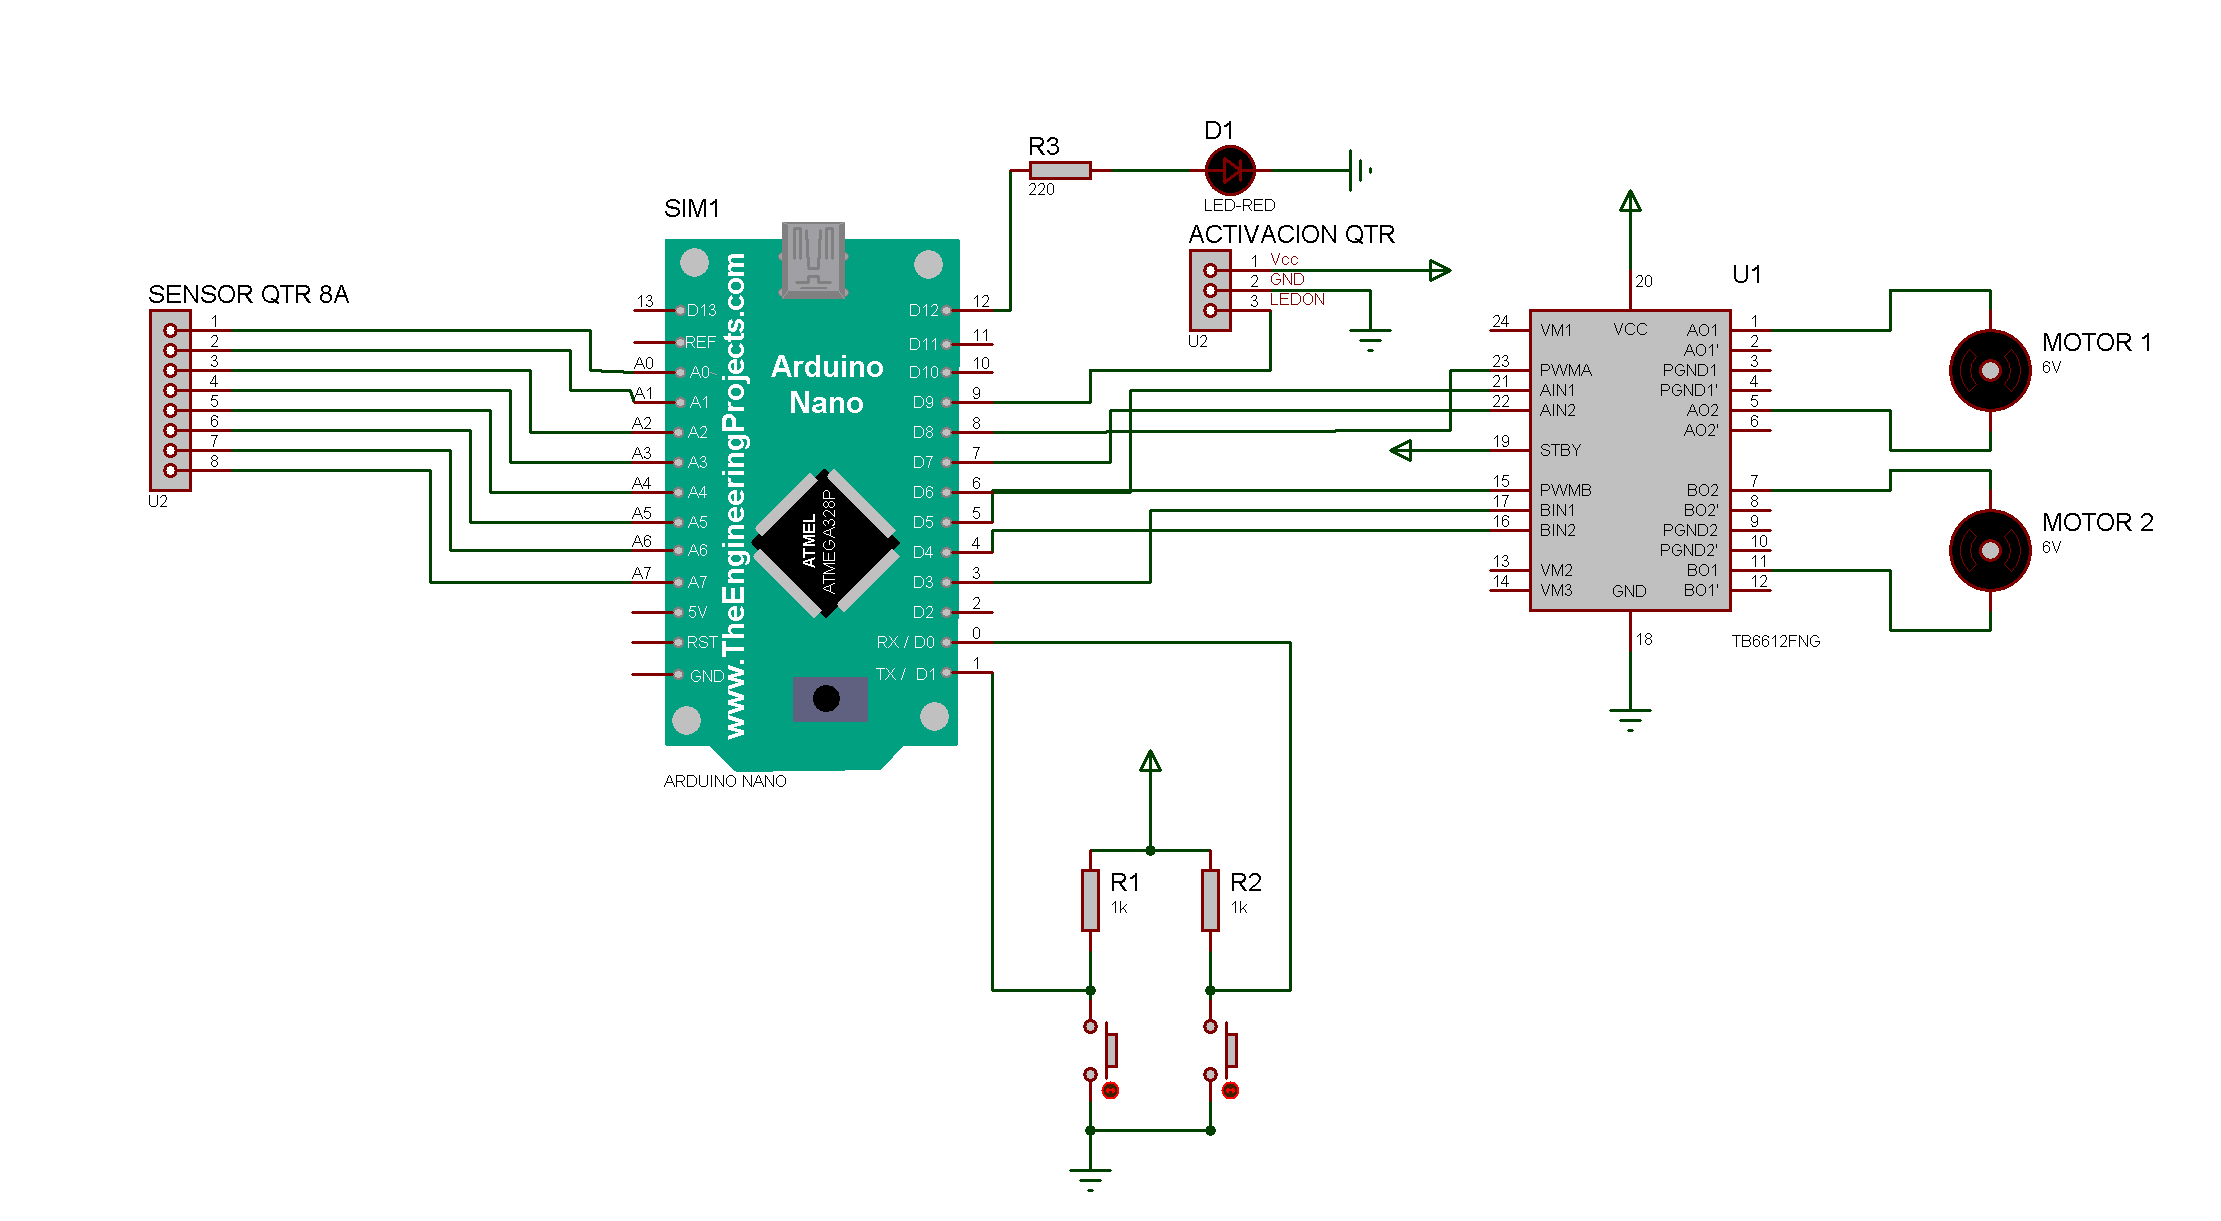 R3
220
D1
LED-RED
ACTIVACION QTR
1 Vcc
2 GND
3 LEDON
U2
SENSOR QTR 8A
1
2
3
4
5
6
7
8
U2
SIM1
www.TheEngineeringProjects.com
Arduino
Nano
ATMEL
ATMEGA328P
13 D13
REF
A0 A0
A1 A1
A2 A2
A3 A3
A4 A4
A5 A5
A6 A6
A7 A7
5V
RST
GND
D12 12
D11 11
D10 10
D9 9
D8 8
D7 7
D6 6
D5 5
D4 4
D3 3
D2 2
RX / D0 0
TX / D1 1
ARDUINO NANO
U1
20
VCC
24 VM1
23 PWMA
21 AIN1
22 AIN2
19 STBY
15 PWMB
17 BIN1
16 BIN2
13 VM2
14 VM3
AO1 1
AO1' 2
PGND1 3
PGND1' 4
AO2 5
AO2' 6
BO2 7
BO2' 8
PGND2 9
PGND2' 10
BO1 11
BO1' 12
GND
18
TB6612FNG
MOTOR 1
6V
MOTOR 2
6V
R1
1k
R2
1k